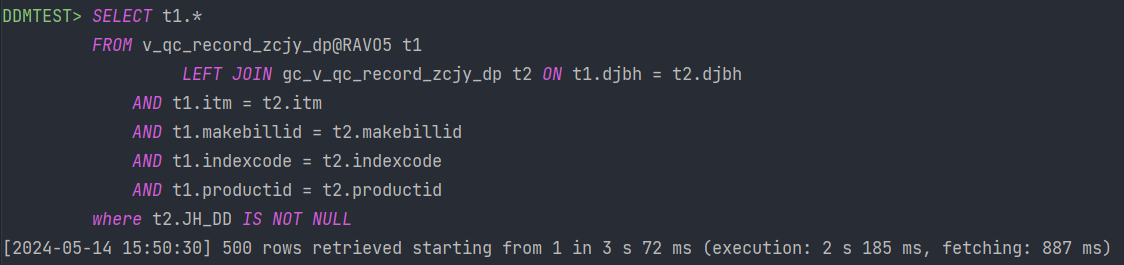 DDMTEST> SELECT t1.*
FROM v_qc_record_zcjy_dp@RAVO5 t1
LEFT JOIN gc_v_qc_record_zcjy_dp t2 ON t1.djbh = t2.djbh
AND t1.itm = t2.itm
AND t1.makebillid = t2.makebillid
AND t1.indexcode = t2.indexcode
AND t1.productid = t2.productid
where t2.JH_DD IS NOT NULL
[2024-05-14 15:50:30] 500 rows retrieved starting from 1 in 3 s 72 ms (execution: 2 s 185 ms, fetching: 887 ms)